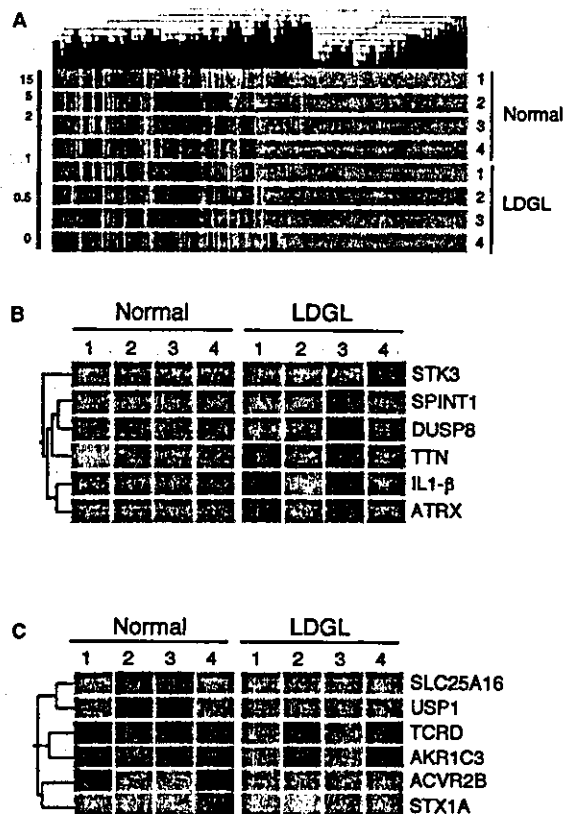 A
15
5
2
1
0.5
0
1
2
3
4
Normal
1
2
3
4
LDGL
B
Normal LDGL
1 2 3 4 1 2 3 4
STK3
SPINT1
DUSP8
TTN
IL1-β
ATRX
C
Normal LDGL
1 2 3 4 1 2 3 4
SLC25A16
USP1
TCRD
AKR1C3
ACVR2B
STX1A